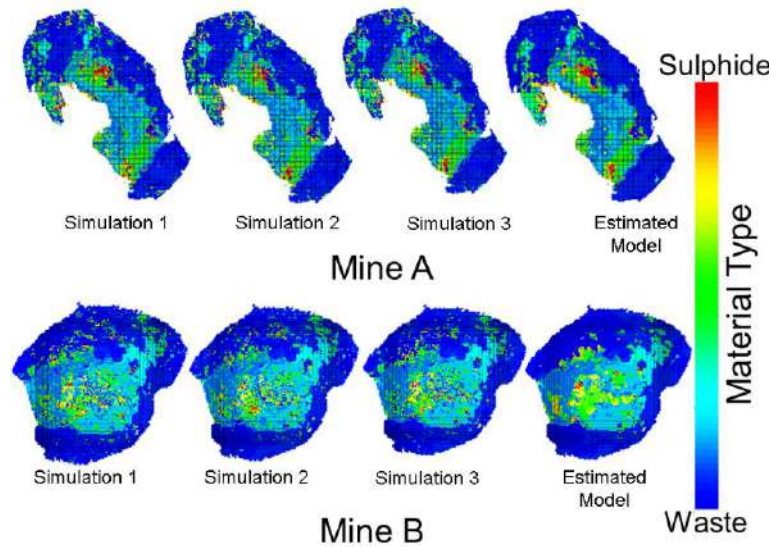 Sulphide
Simulation 1
Simulation 2
Simulation 3
Estimated
Model
Mine A
Material Type
Simulation 1
Simulation 2
Simulation 3
Estimated
Model
Waste
Mine B